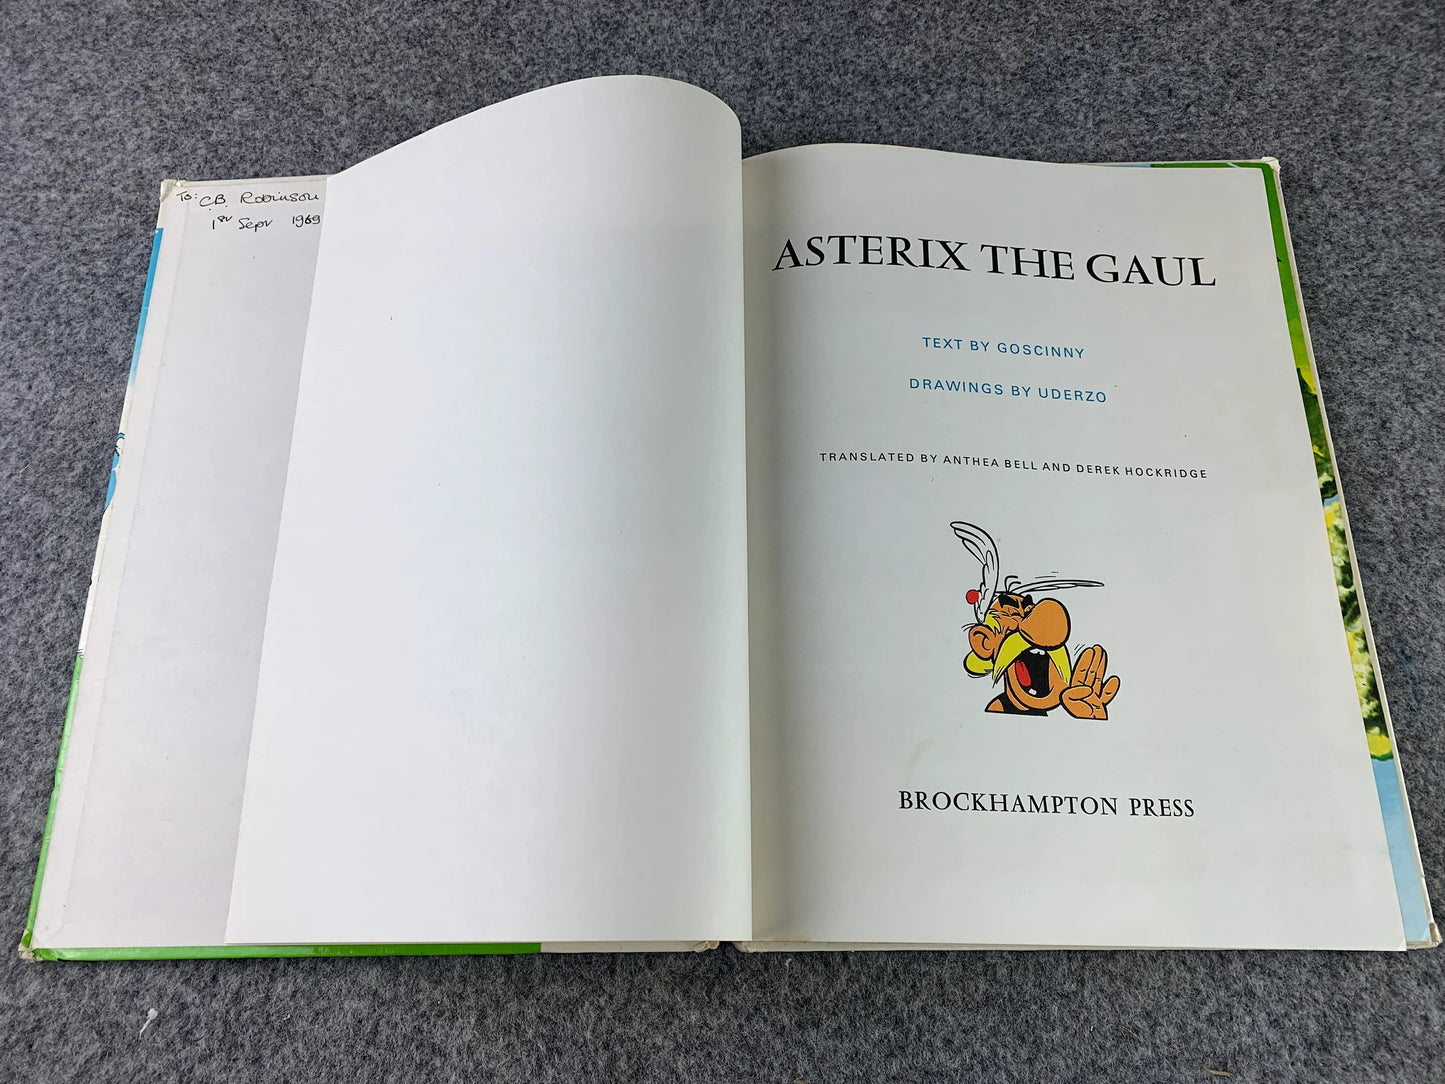 To: C.B. Robinson
1st Sept 1969
ASTERIX THE GAUL
TEXT BY GOSCINNY
DRAWINGS BY UDERZO
TRANSLATED BY ANTHEA BELL AND DEREK HOCKRIDGE
BROCKHAMPTON PRESS